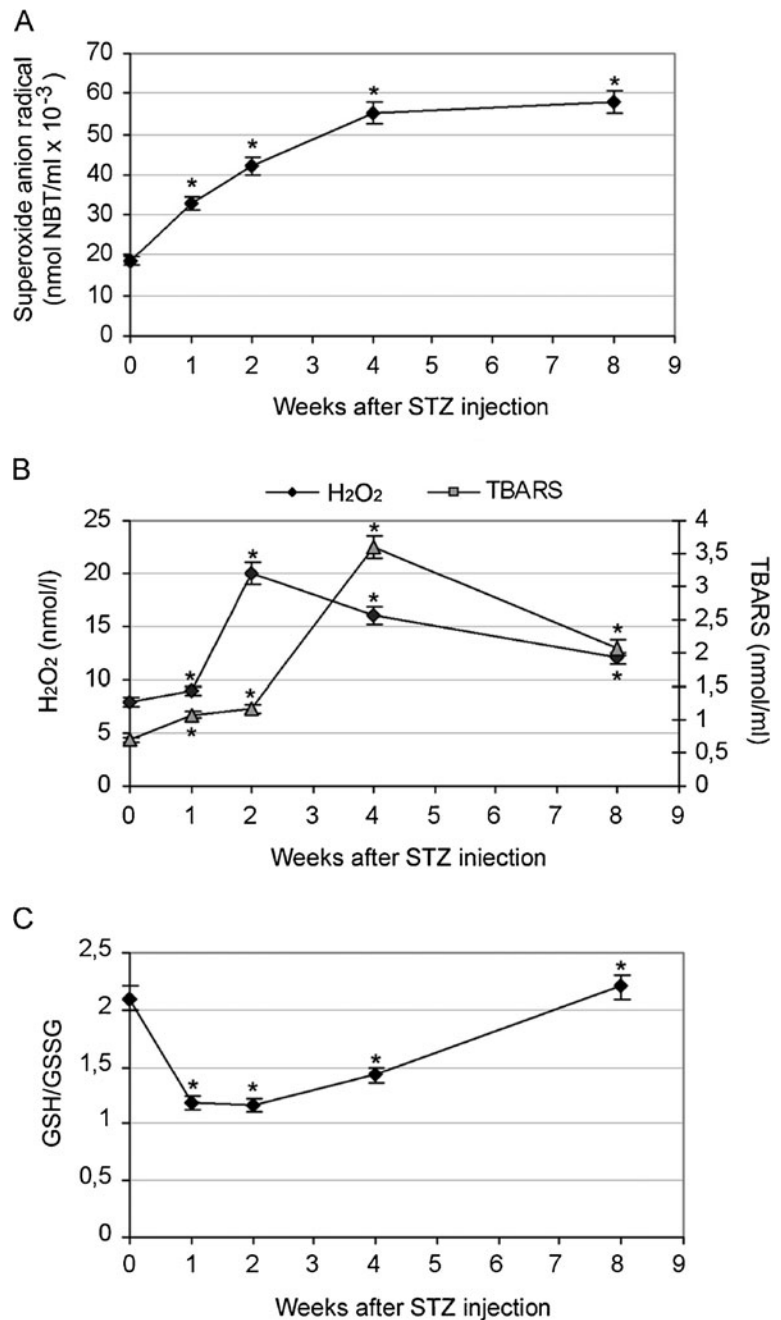 A
Superoxide anion radical
(nmol NBT/ml x 10⁻³)
70
60
50
40
30
20
10
0
* * * *
0 1 2 3 4 5 6 7 8 9
Weeks after STZ injection
B
H₂O₂ TBARS
H₂O₂ (nmol/l)
25
20
15
10
5
0
* * * *
* * * *
4
3,5
3
2,5
2
1,5
1
0,5
0
TBARS (nmol/ml)
0 1 2 3 4 5 6 7 8 9
Weeks after STZ injection
C
GSH/GSSG
2,5
2
1,5
1
0,5
0
* * * *
0 1 2 3 4 5 6 7 8 9
Weeks after STZ injection